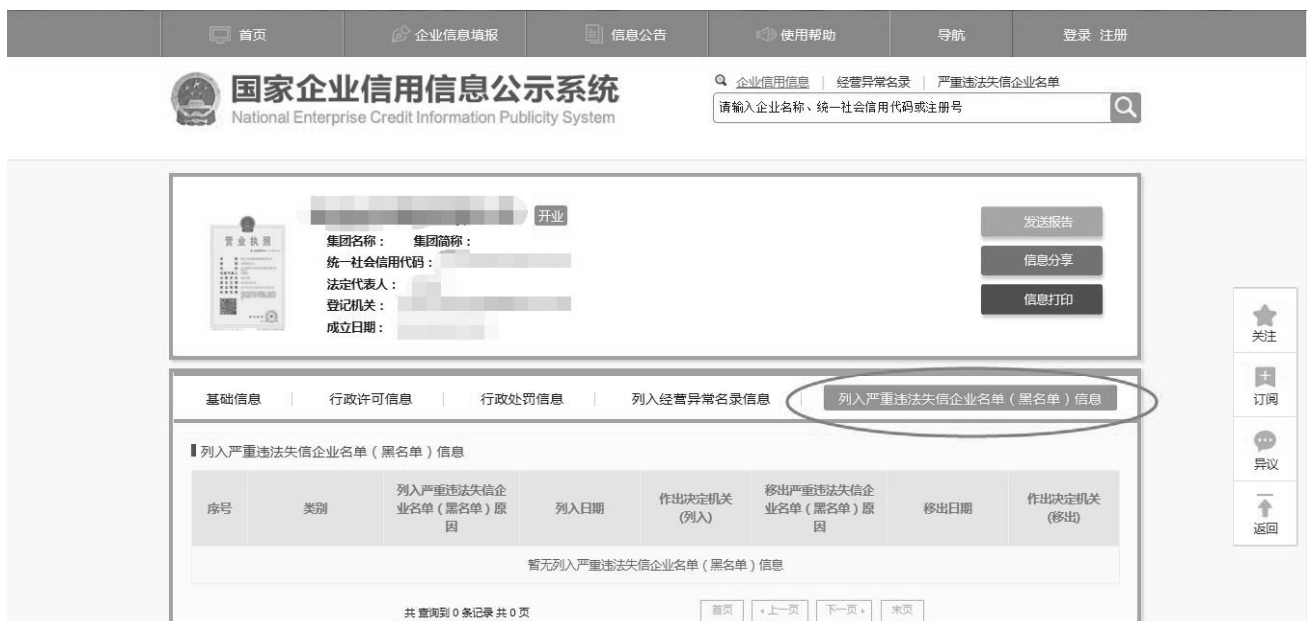 首页 企业信息填报 信息公告 使用帮助 导航 登录 注册
企业信用信息 | 经营异常名录 | 严重违法失信企业名单
国家企业信用信息公示系统
National Enterprise Credit Information Publicity System
请输入企业名称、统一社会信用代码或注册号
开业
营业执照
集团名称： 集团简称：
统一社会信用代码：
法定代表人：
登记机关：
成立日期：
发送报告
信息分享
信息打印
关注
订阅
异议
返回
基础信息 | 行政许可信息 | 行政处罚信息 | 列入经营异常名录信息 | 列入严重违法失信企业名单（黑名单）信息
列入严重违法失信企业名单（黑名单）信息
序号 类别 列入严重违法失信企业名单（黑名单）原因 列入日期 作出决定机关(列入) 移出严重违法失信企业名单（黑名单）原因 移出日期 作出决定机关(移出)
暂无列入严重违法失信企业名单（黑名单）信息
共 查询到 0 条记录 共 0 页 首页 上一页 下一页 末页